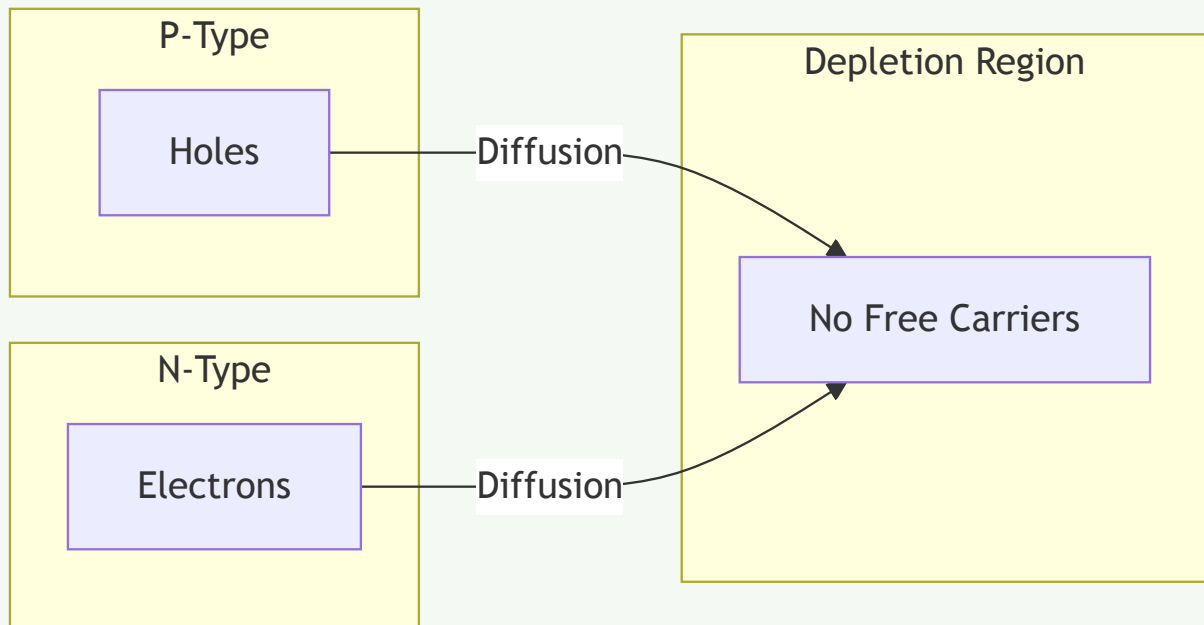 P-Type
Holes
Diffusion
Depletion Region
No Free Carriers
N-Type
Electrons
Diffusion